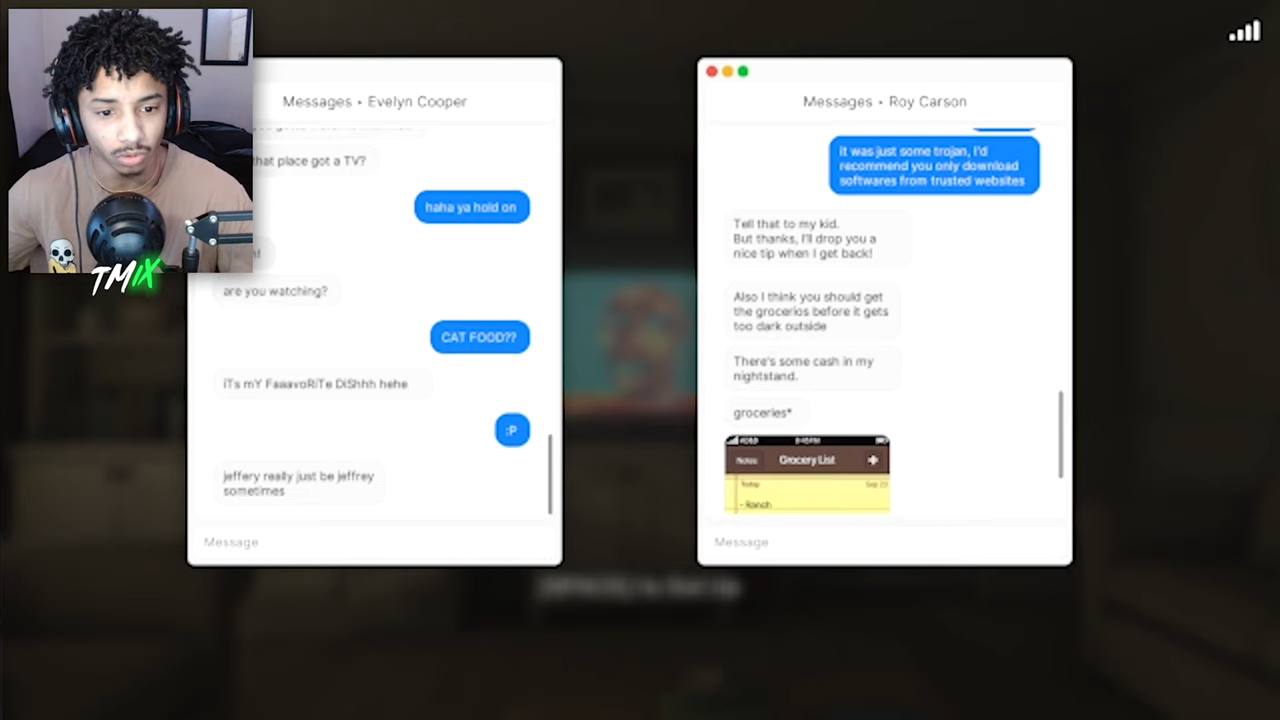 TMIX
Messages • Evelyn Cooper
that place got a TV?
haha ya hold on
are you watching?
CAT FOOD??
iTs mY FaaavoRiTe DiShhh hehe
:P
jeffery really just be jeffrey
sometimes
Message
Messages • Roy Carson
it was just some trojan, I'd
recommend you only download
softwares from trusted websites
Tell that to my kid.
But thanks, I'll drop you a
nice tip when I get back!
Also I think you should get
the grocerios before it gets
too dark outside
There's some cash in my
nightstand.
groceries*
Notes
Grocery List
+
Today
Sep 23
- Ranch
Message